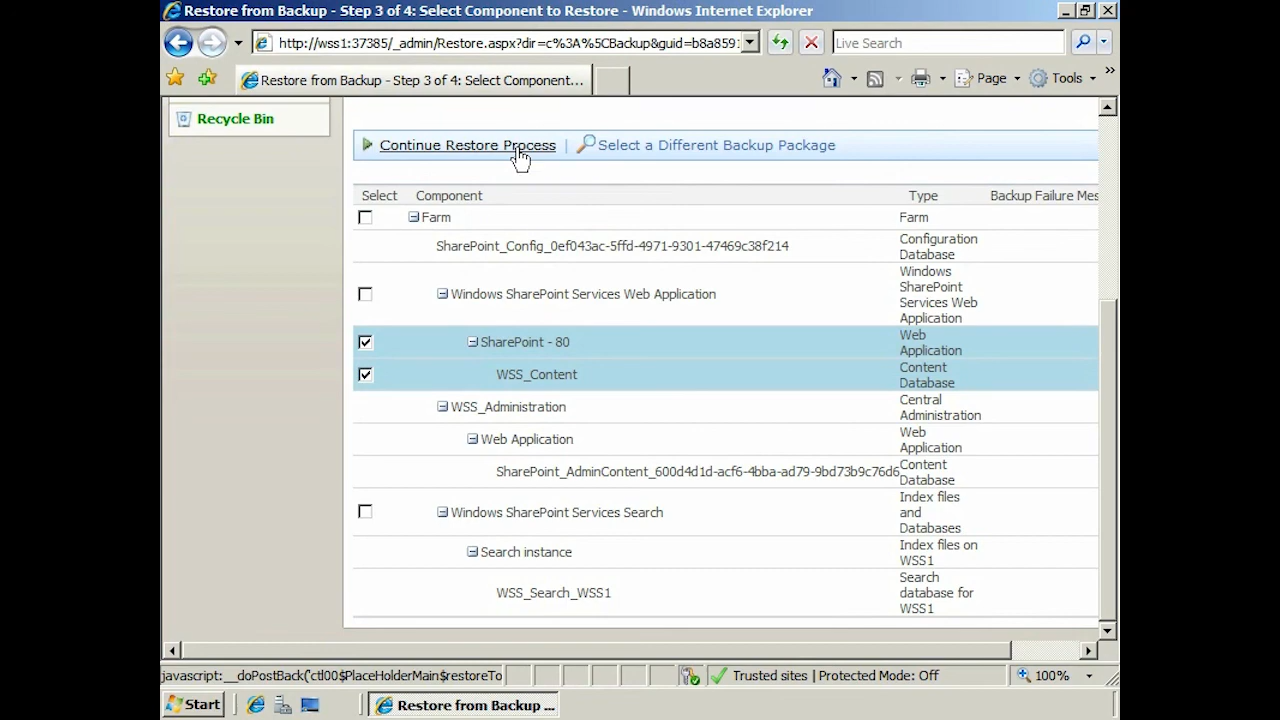 Restore from Backup - Step 3 of 4: Select Component to Restore - Windows Internet Explorer
http://wss1:37385/_admin/Restore.aspx?dir=c%3A%5CBackup&guid=b8a8591
Live Search
Restore from Backup - Step 3 of 4: Select Component...
Page
Tools
Recycle Bin
Continue Restore Process | Select a Different Backup Package
Select Component Type Backup Failure Mes
Farm Farm
SharePoint_Config_0ef043ac-5ffd-4971-9301-47469c38f214 Configuration
Database
Windows SharePoint Services Web Application Windows
SharePoint
Services Web
Application
SharePoint - 80 Web
Application
WSS_Content Content
Database
WSS_Administration Central
Administration
Web Application Web
Application
SharePoint_AdminContent_600d4d1d-acf6-4bba-ad79-9bd73b9c76d6 Content
Database
Windows SharePoint Services Search Index files
and
Databases
Search instance Index files on
WSS1
WSS_Search_WSS1 Search
database for
WSS1
javascript:__doPostBack('ctl00$PlaceHolderMain$restoreTo
Trusted sites | Protected Mode: Off
100%
Start
Restore from Backup ...